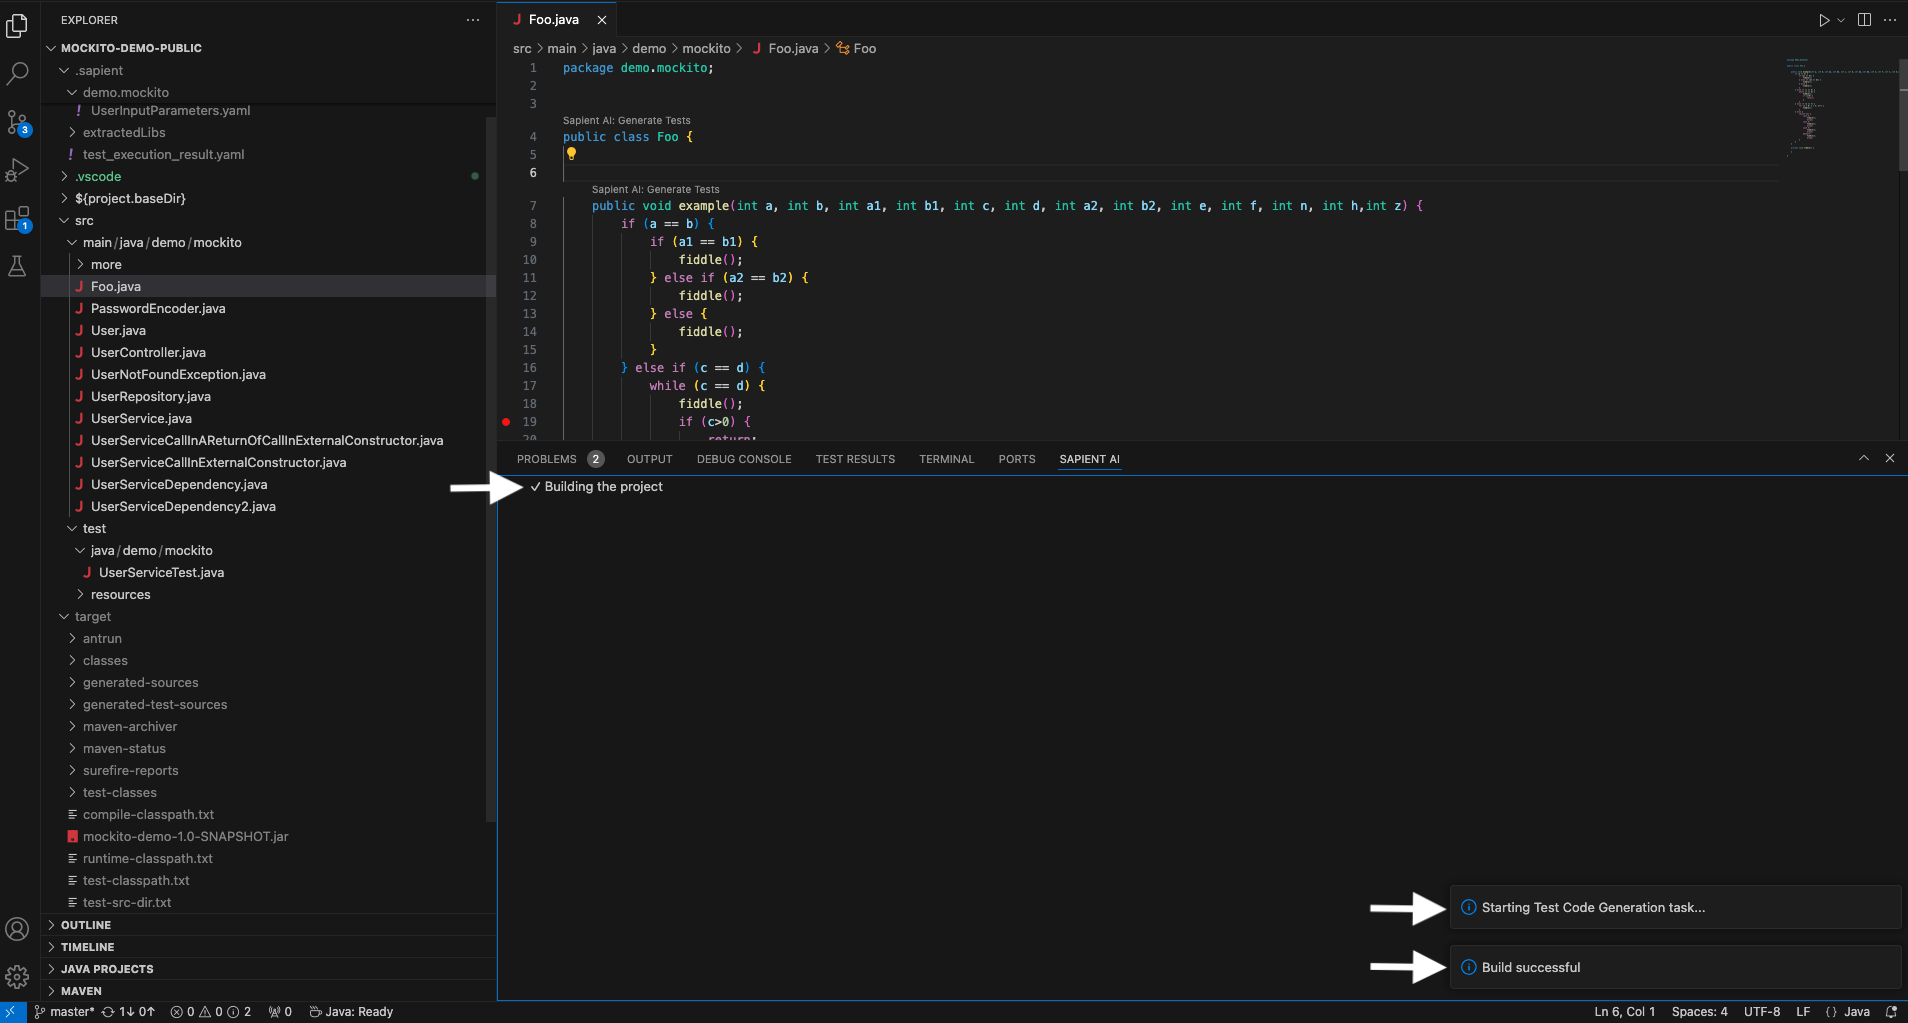 EXPLORER
MOCKITO-DEMO-PUBLIC
.sapient
demo.mockito
! UserInputParameters.yaml
extractedLibs
! test_execution_result.yaml
.vscode
${project.baseDir}
src
main/java/demo/mockito
more
J Foo.java
J PasswordEncoder.java
J User.java
J UserController.java
J UserNotFoundException.java
J UserRepository.java
J UserService.java
J UserServiceCallInAReturnOfCallInExternalConstructor.java
J UserServiceCallInExternalConstructor.java
J UserServiceDependency.java
J UserServiceDependency2.java
test
java/demo/mockito
J UserServiceTest.java
resources
target
antrun
classes
generated-sources
generated-test-sources
maven-archiver
maven-status
surefire-reports
test-classes
compile-classpath.txt
mockito-demo-1.0-SNAPSHOT.jar
runtime-classpath.txt
test-classpath.txt
test-src-dir.txt
OUTLINE
TIMELINE
JAVA PROJECTS
MAVEN
3
1
J Foo.java
src > main > java > demo > mockito > J Foo.java > Foo
1 package demo.mockito;
2
3
Sapient AI: Generate Tests
4 public class Foo {
5
6
Sapient AI: Generate Tests
7 public void example(int a, int b, int a1, int b1, int c, int d, int a2, int b2, int e, int f, int n, int h,int z) {
8 if (a == b) {
9 if (a1 == b1) {
10 fiddle();
11 } else if (a2 == b2) {
12 fiddle();
13 } else {
14 fiddle();
15 }
16 } else if (c == d) {
17 while (c == d) {
18 fiddle();
19 if (c>0) {
20 return;
PROBLEMS 2 OUTPUT DEBUG CONSOLE TEST RESULTS TERMINAL PORTS SAPIENT AI
✓ Building the project
Starting Test Code Generation task...
Build successful
master* 1↓ 0↑ 0 0 2 0 Java: Ready
Ln 6, Col 1 Spaces: 4 UTF-8 LF {} Java